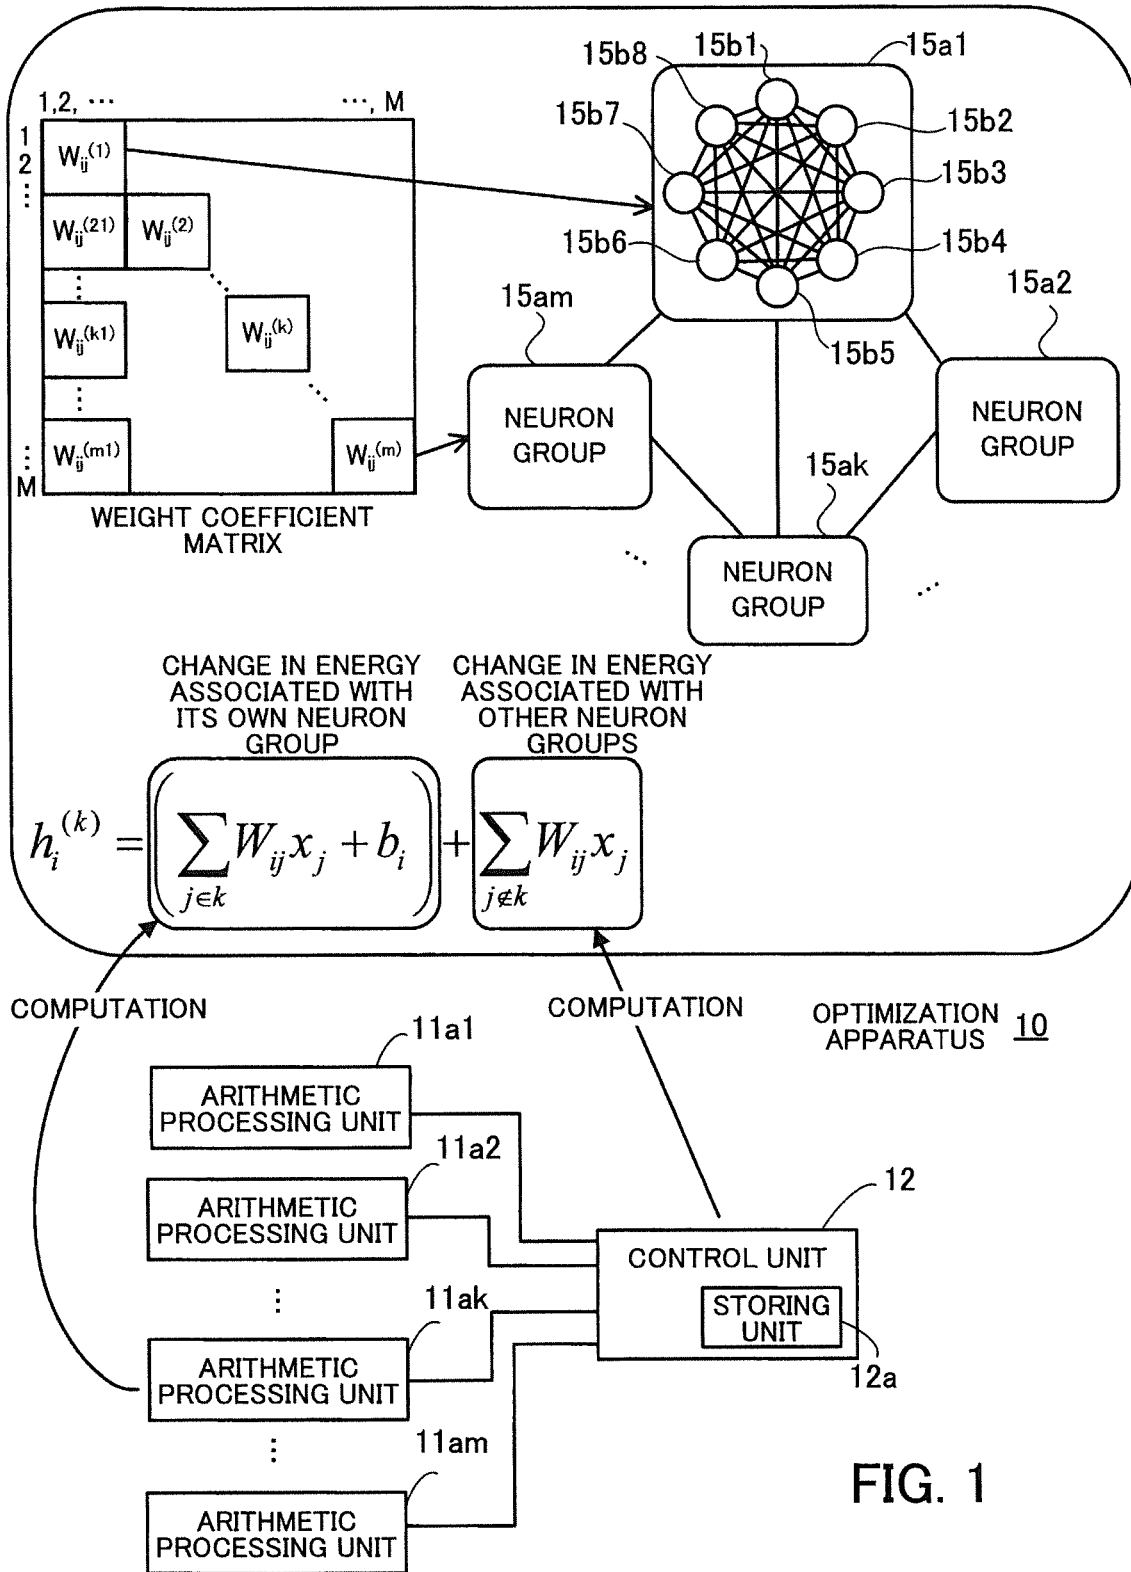 15b1
15a1
15b8
15b2
15b7
15b3
15b6
15b4
15b5
1,2, ⋯ ⋯, M
1
2
⋮
M
W_ij^(1)
W_ij^(21) W_ij^(2)
⋮ ⋱
W_ij^(k1) W_ij^(k)
⋮ ⋱
W_ij^(m1) W_ij^(m)
WEIGHT COEFFICIENT
MATRIX
15am
NEURON
GROUP
15a2
NEURON
GROUP
15ak
NEURON
GROUP
⋯
⋯
CHANGE IN ENERGY
ASSOCIATED WITH
ITS OWN NEURON
GROUP
CHANGE IN ENERGY
ASSOCIATED WITH
OTHER NEURON
GROUPS
h_i^(k) = ( ∑_{j∈k} W_ij x_j + b_i ) + ∑_{j∉k} W_ij x_j
COMPUTATION
COMPUTATION
OPTIMIZATION
APPARATUS 10
11a1
ARITHMETIC
PROCESSING UNIT
11a2
ARITHMETIC
PROCESSING UNIT
⋮
11ak
ARITHMETIC
PROCESSING UNIT
⋮
11am
ARITHMETIC
PROCESSING UNIT
12
CONTROL UNIT
STORING
UNIT
12a
FIG. 1